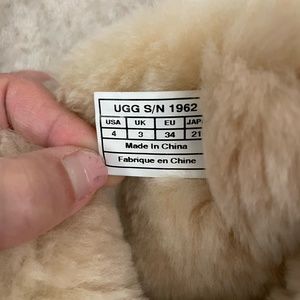 UGG S/N 1962
USA UK EU JAPA
4 3 34 21
Made In China
Fabrique en Chine